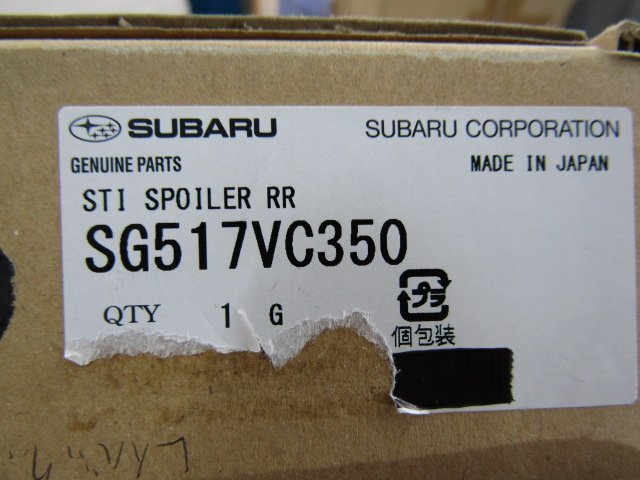 SUBARU SUBARU CORPORATION
GENUINE PARTS MADE IN JAPAN
STI SPOILER RR
SG517VC350
QTY 1 G
プラ
個包装